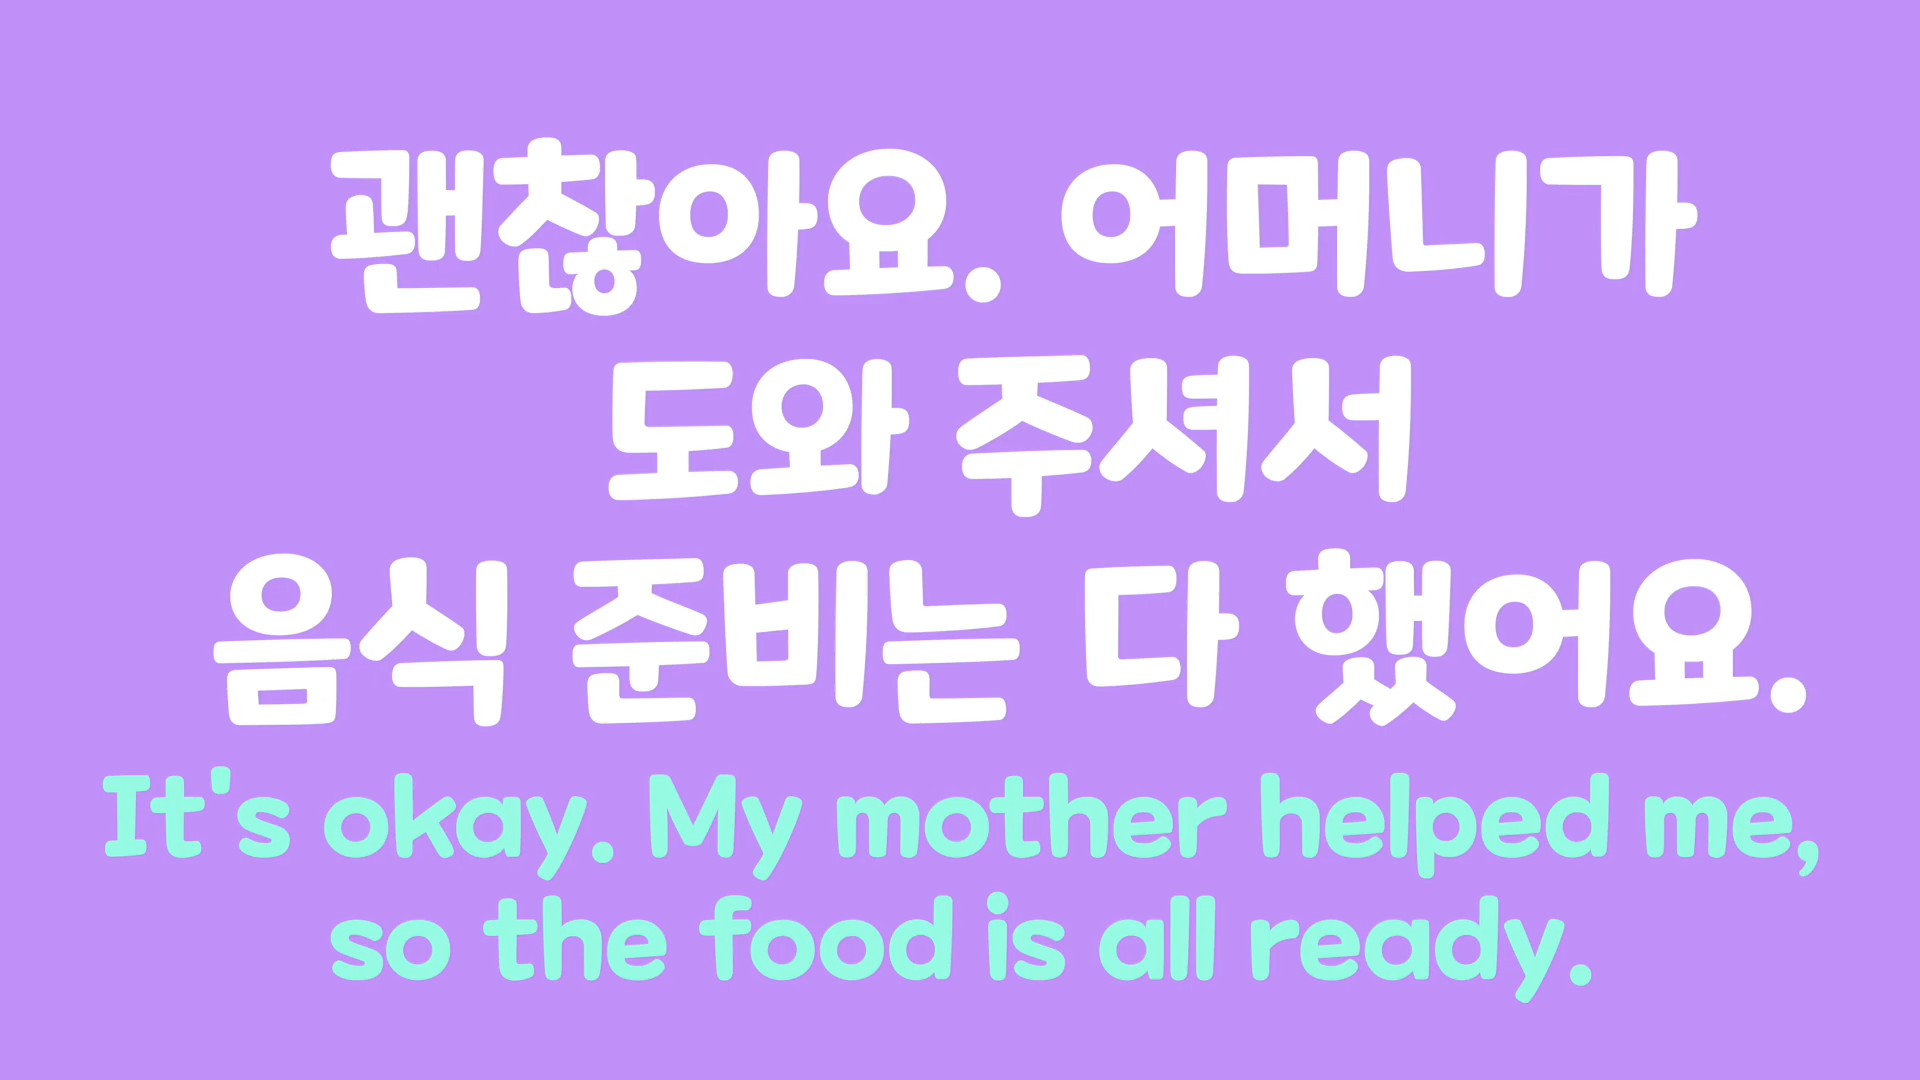 괜찮아요. 어머니가
도와 주셔서
음식 준비는 다 했어요.
It's okay. My mother helped me,
so the food is all ready.